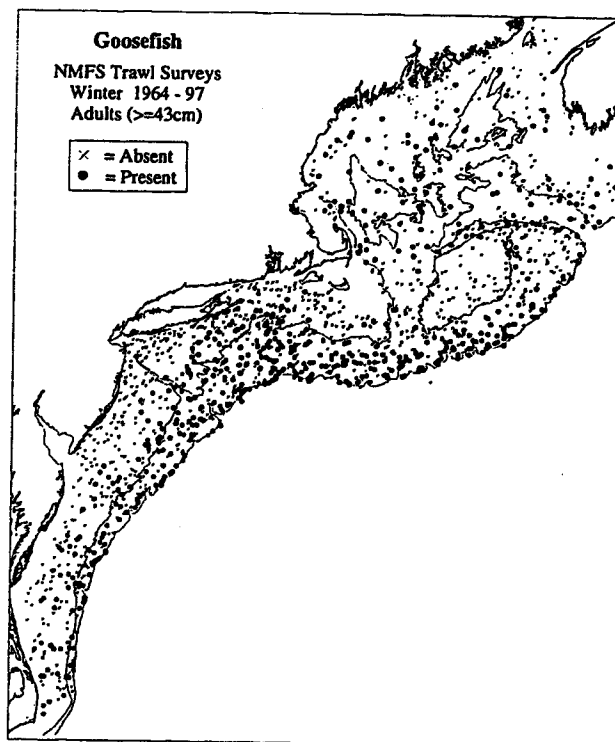 Goosefish
NMFS Trawl Surveys
Winter 1964 - 97
Adults (>=43cm)
× = Absent
● = Present